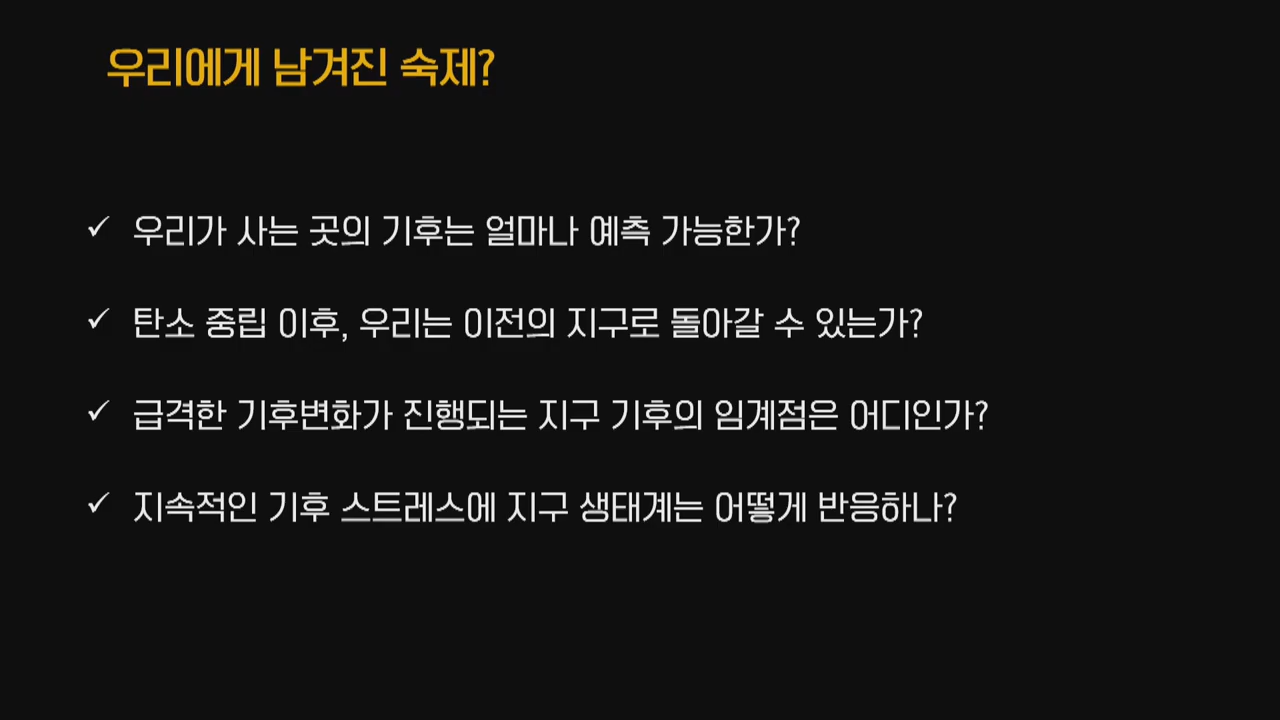 우리에게 남겨진 숙제?
✓ 우리가 사는 곳의 기후는 얼마나 예측 가능한가?
✓ 탄소 중립 이후, 우리는 이전의 지구로 돌아갈 수 있는가?
✓ 급격한 기후변화가 진행되는 지구 기후의 임계점은 어디인가?
✓ 지속적인 기후 스트레스에 지구 생태계는 어떻게 반응하나?